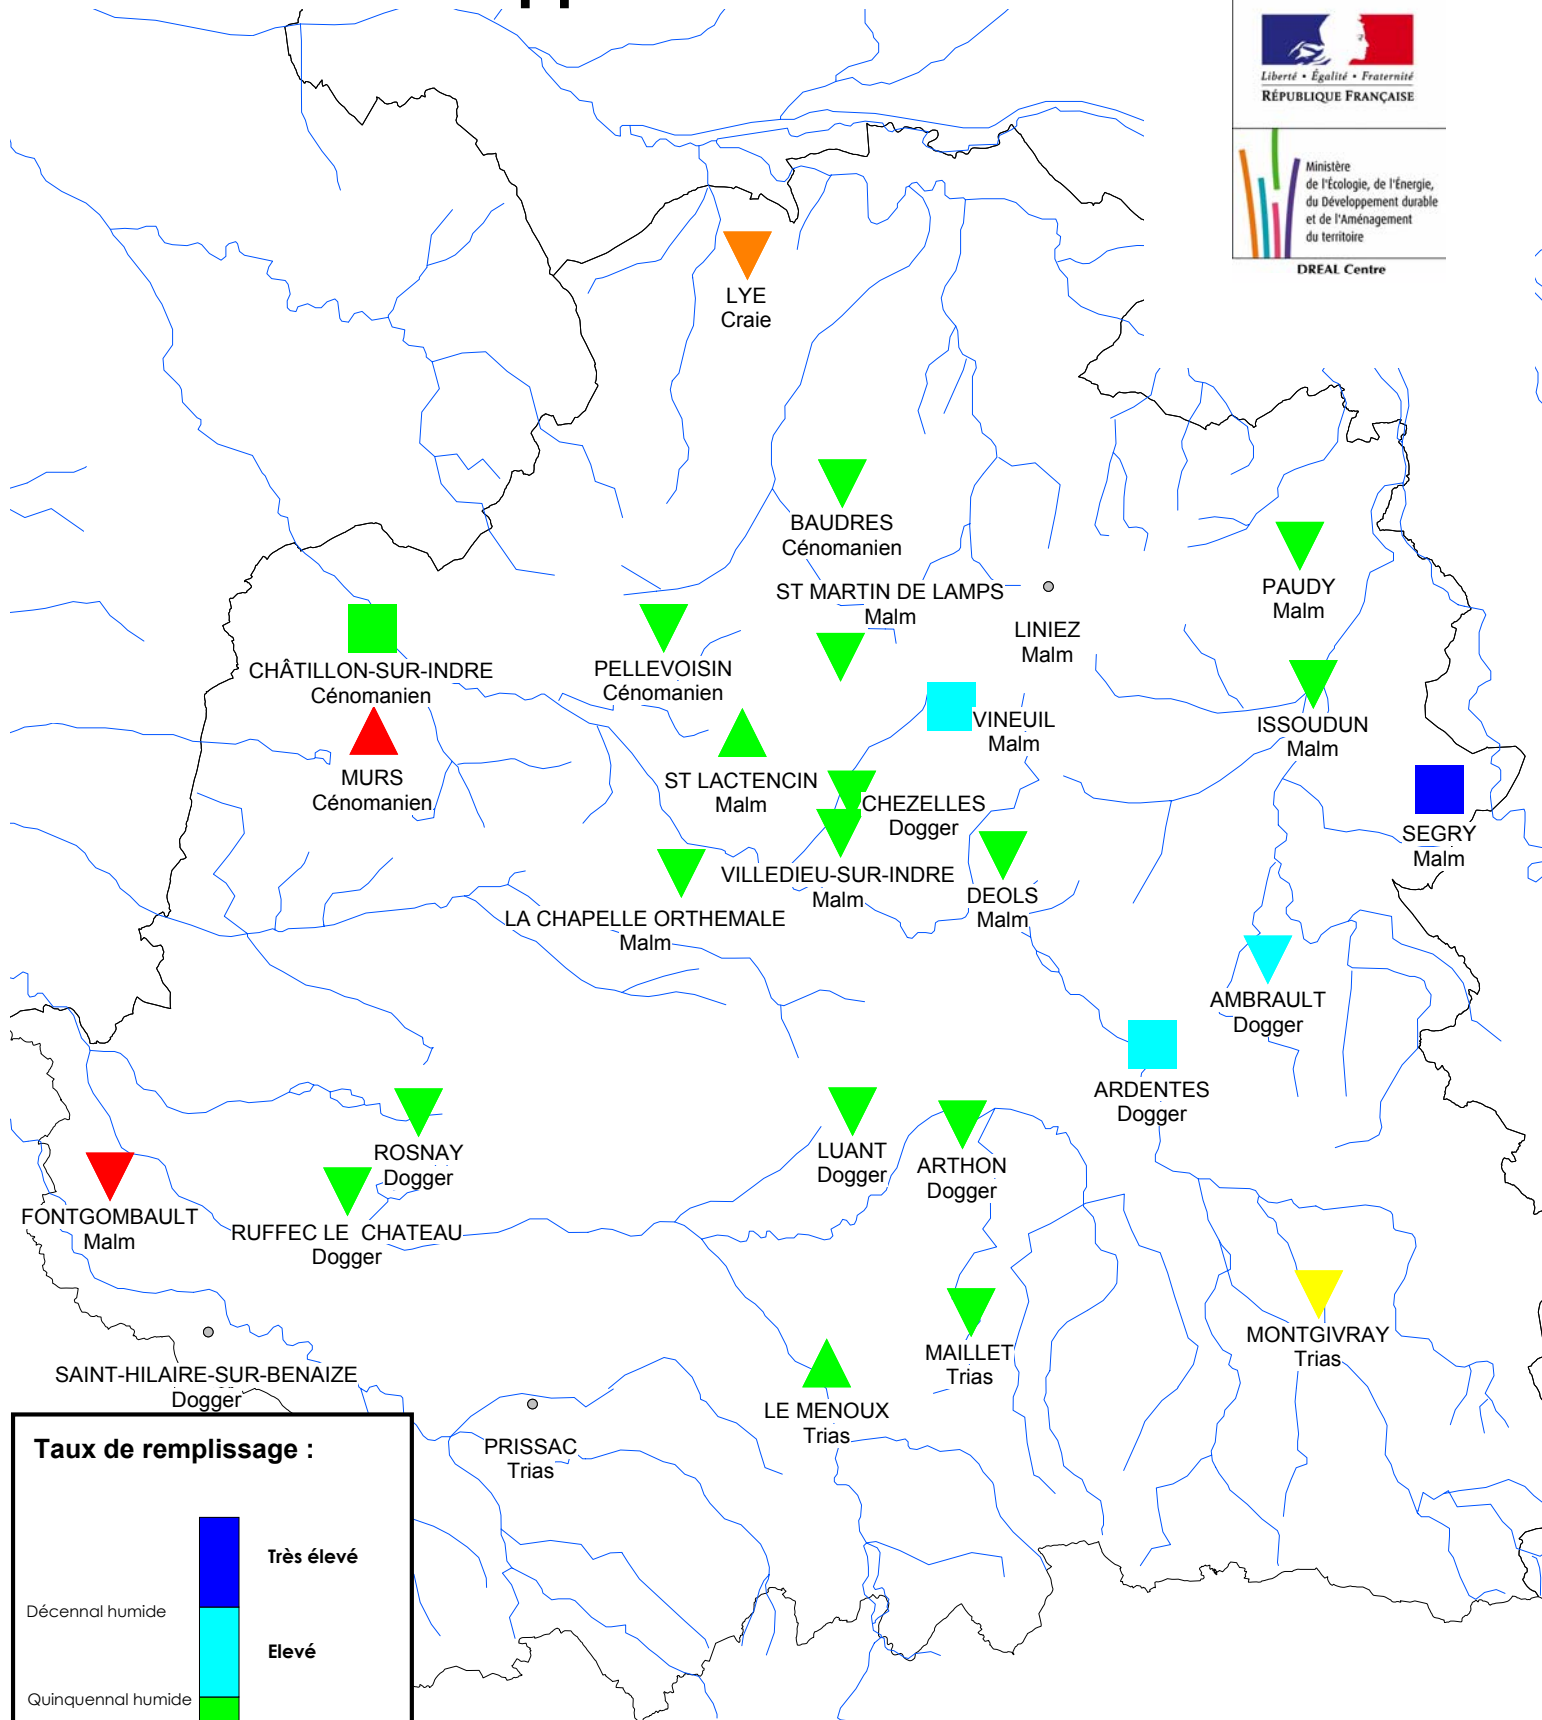 Liberté • Égalité • Fraternité
RÉPUBLIQUE FRANÇAISE
Ministère
de l'Écologie, de l'Énergie,
du Développement durable
et de l'Aménagement
du territoire
DREAL Centre
LYE
Craie
BAUDRES
Cénomanien
PAUDY
Malm
ST MARTIN DE LAMPS
Malm
LINIEZ
Malm
CHÂTILLON-SUR-INDRE
Cénomanien
PELLEVOISIN
Cénomanien
VINEUIL
Malm
ISSOUDUN
Malm
MURS
Cénomanien
ST LACTENCIN
Malm
CHEZELLES
Dogger
SEGRY
Malm
VILLEDIEU-SUR-INDRE
Malm
DEOLS
Malm
LA CHAPELLE ORTHEMALE
Malm
AMBRAULT
Dogger
ARDENTES
Dogger
ROSNAY
Dogger
LUANT
Dogger
ARTHON
Dogger
FONTGOMBAULT
Malm
RUFFEC LE  CHATEAU
Dogger
MONTGIVRAY
Trias
MAILLET
Trias
SAINT-HILAIRE-SUR-BENAIZE
Dogger
LE MENOUX
Trias
PRISSAC
Trias
Taux de remplissage :
Très élevé
Décennal humide
Elevé
Quinquennal humide